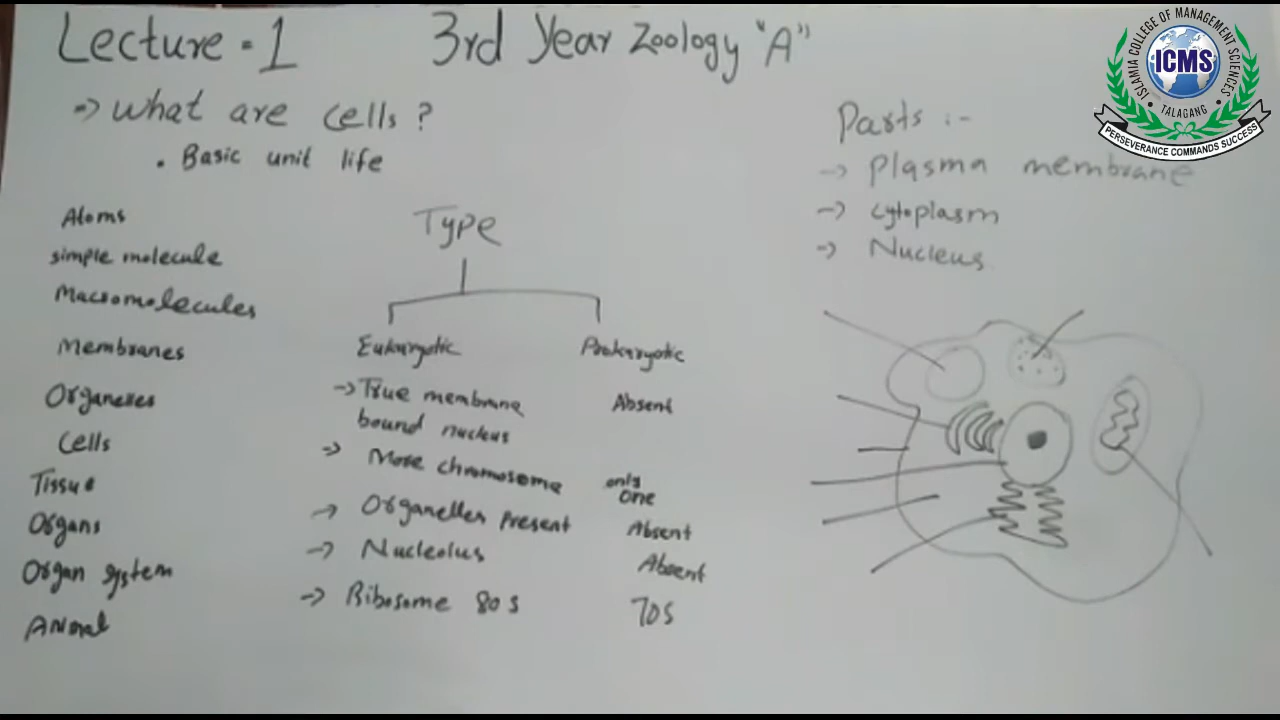 Lecture - 1 3rd Year Zoology "A"
→ What are cells ?
. Basic unit life
Atoms
simple molecule
Macromolecules
Membranes
Organelles
Cells
Tissue
Organs
Organ system
Animal
Type
Eukaryotic Prokaryotic
→ True membrane Absent
bound nucleus
→ More chromosome only
one
→ Organelles present Absent
→ Nucleolus Absent
→ Ribosome 80 S 70S
Parts :-
→ Plasma membrane
→ Cytoplasm
→ Nucleus
ISLAMIA COLLEGE OF MANAGEMENT SCIENCES
ICMS
• TALAGANG •
PERSEVERANCE COMMANDS SUCCESS